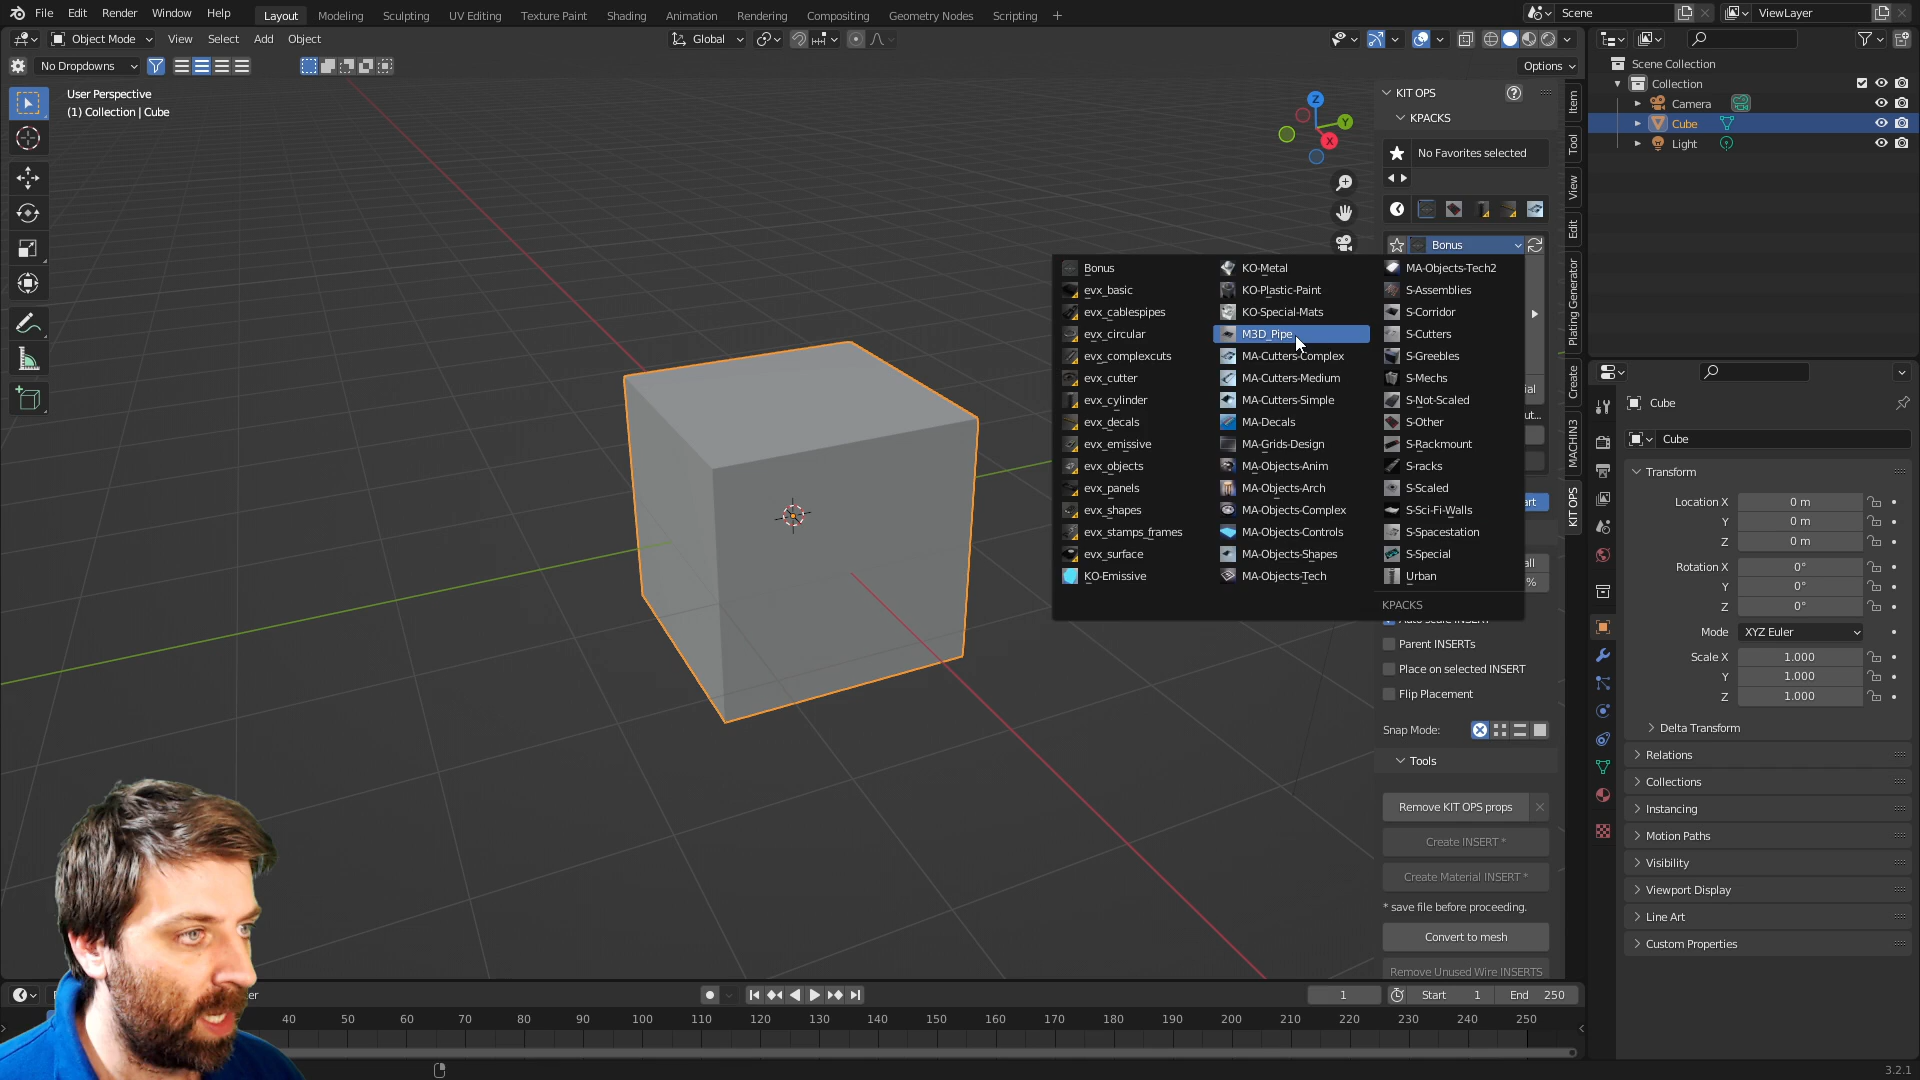 File Edit Render Window Help Layout Modeling Sculpting UV Editing Texture Paint Shading Animation Rendering Compositing Geometry Nodes Scripting + Scene ViewLayer
Object Mode View Select Add Object Global
No Dropdowns Options
User Perspective
(1) Collection | Cube
Z
Y
X
KIT OPS
KPACKS
No Favorites selected
Bonus
Bonus
evx_basic
evx_cablespipes
evx_circular
evx_complexcuts
evx_cutter
evx_cylinder
evx_decals
evx_emissive
evx_objects
evx_panels
evx_shapes
evx_stamps_frames
evx_surface
KO-Emissive
KO-Metal
KO-Plastic-Paint
KO-Special-Mats
M3D_Pipe
MA-Cutters-Complex
MA-Cutters-Medium
MA-Cutters-Simple
MA-Decals
MA-Grids-Design
MA-Objects-Anim
MA-Objects-Arch
MA-Objects-Complex
MA-Objects-Controls
MA-Objects-Shapes
MA-Objects-Tech
MA-Objects-Tech2
S-Assemblies
S-Corridor
S-Cutters
S-Greebles
S-Mechs
S-Not-Scaled
S-Other
S-Rackmount
S-racks
S-Scaled
S-Sci-Fi-Walls
S-Spacestation
S-Special
Urban
KPACKS
Auto scale INSERT
Parent INSERTs
Place on selected INSERT
Flip Placement
Snap Mode:
Tools
Remove KIT OPS props
Create INSERT *
Create Material INSERT *
* save file before proceeding.
Convert to mesh
Remove Unused Wire INSERTS
Item
Tool
View
Edit
Plating Generator
Create
MACHIN3
KIT OPS
Scene Collection
Collection
Camera
Cube
Light
Cube
Cube
Transform
Location X 0 m
Y 0 m
Z 0 m
Rotation X 0°
Y 0°
Z 0°
Mode XYZ Euler
Scale X 1.000
Y 1.000
Z 1.000
Delta Transform
Relations
Collections
Instancing
Motion Paths
Visibility
Viewport Display
Line Art
Custom Properties
1 Start 1 End 250
40 50 60 70 80 90 100 110 120 130 140 150 160 170 180 190 200 210 220 230 240 250
3.2.1